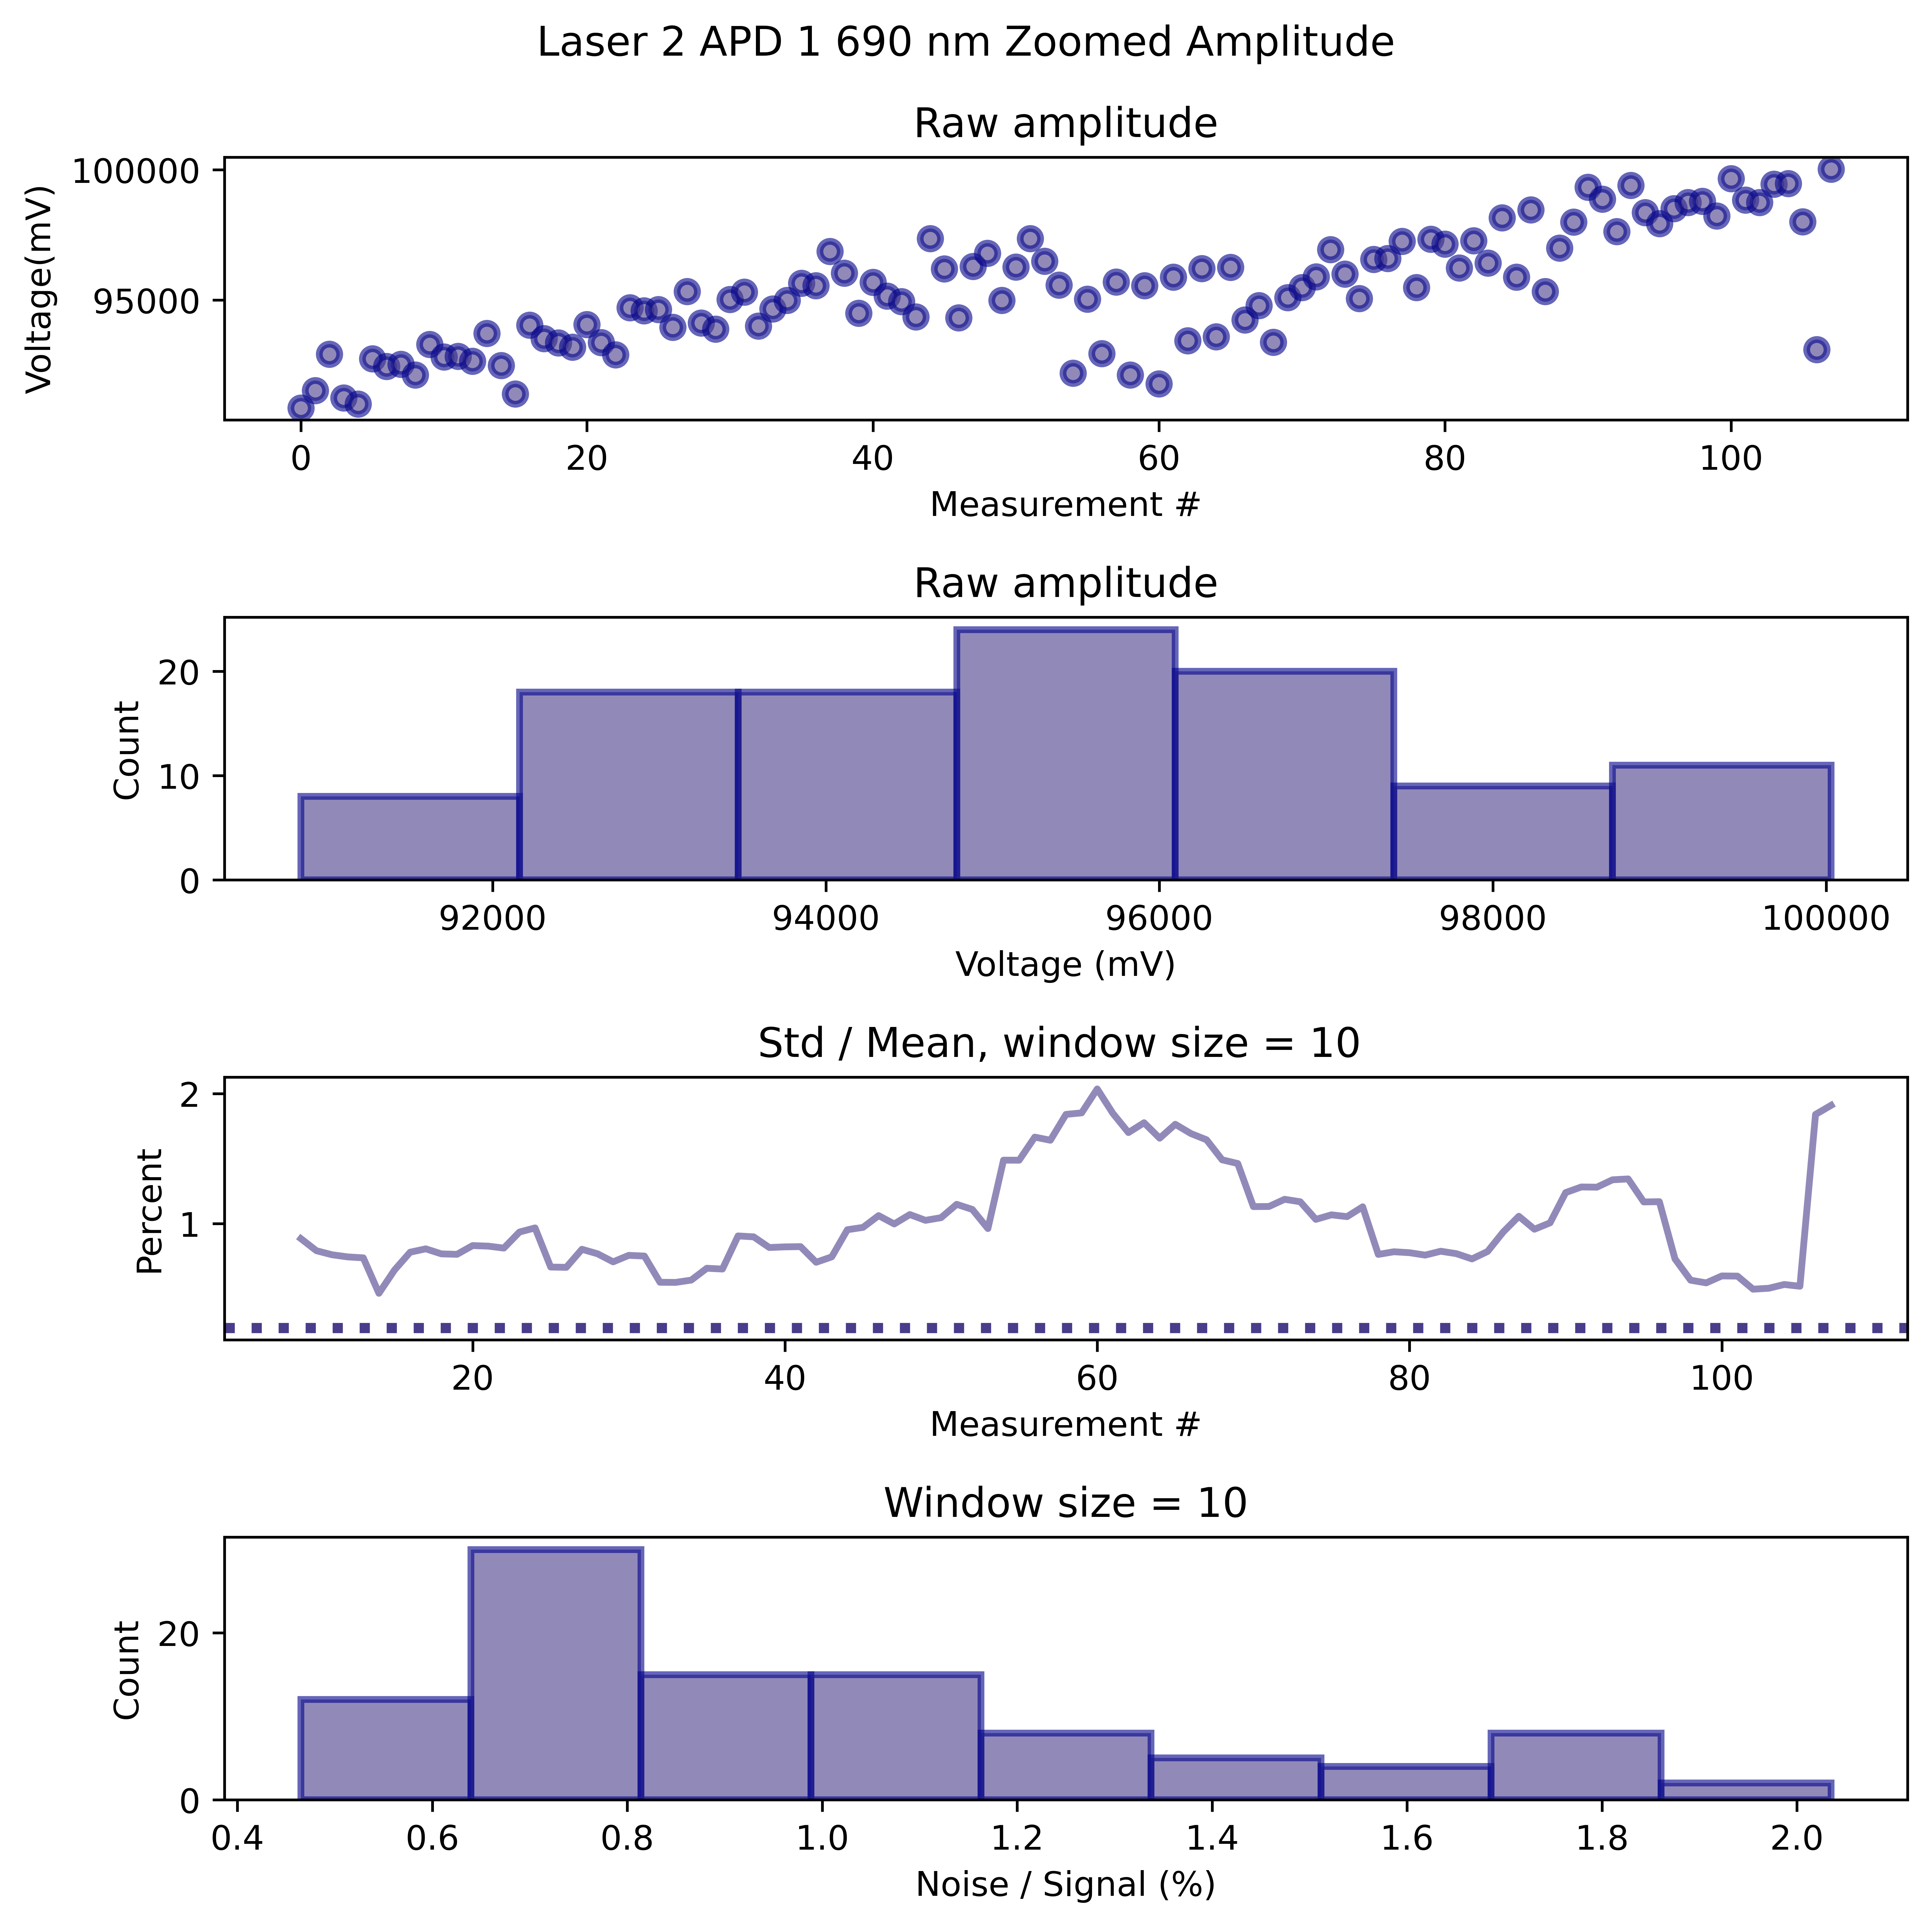 Laser 2 APD 1 690 nm Zoomed Amplitude
Raw amplitude
100000
95000
Voltage(mV)
0 20 40 60 80 100
Measurement #
Raw amplitude
20
10
0
Count
92000 94000 96000 98000 100000
Voltage (mV)
Std / Mean, window size = 10
2
1
Percent
20 40 60 80 100
Measurement #
Window size = 10
20
0
Count
0.4 0.6 0.8 1.0 1.2 1.4 1.6 1.8 2.0
Noise / Signal (%)